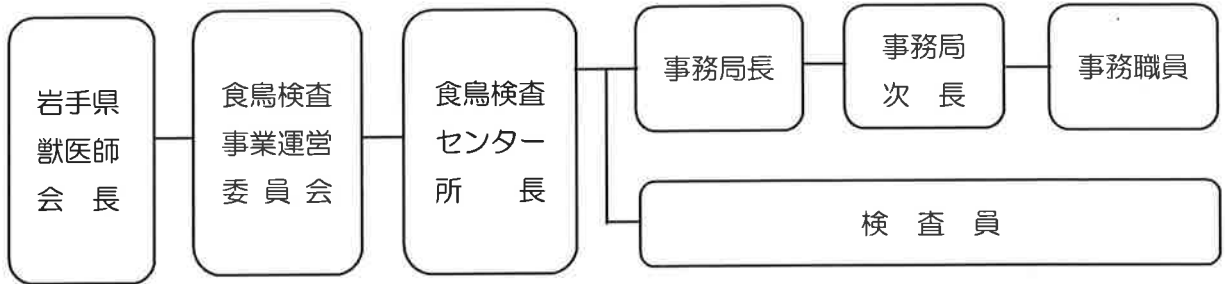 岩手県
獣医師
会　長
食鳥検査
事業運営
委 員 会
食鳥検査
センター
所　　長
事務局長
事務局
次　長
事務職員
検　査　員